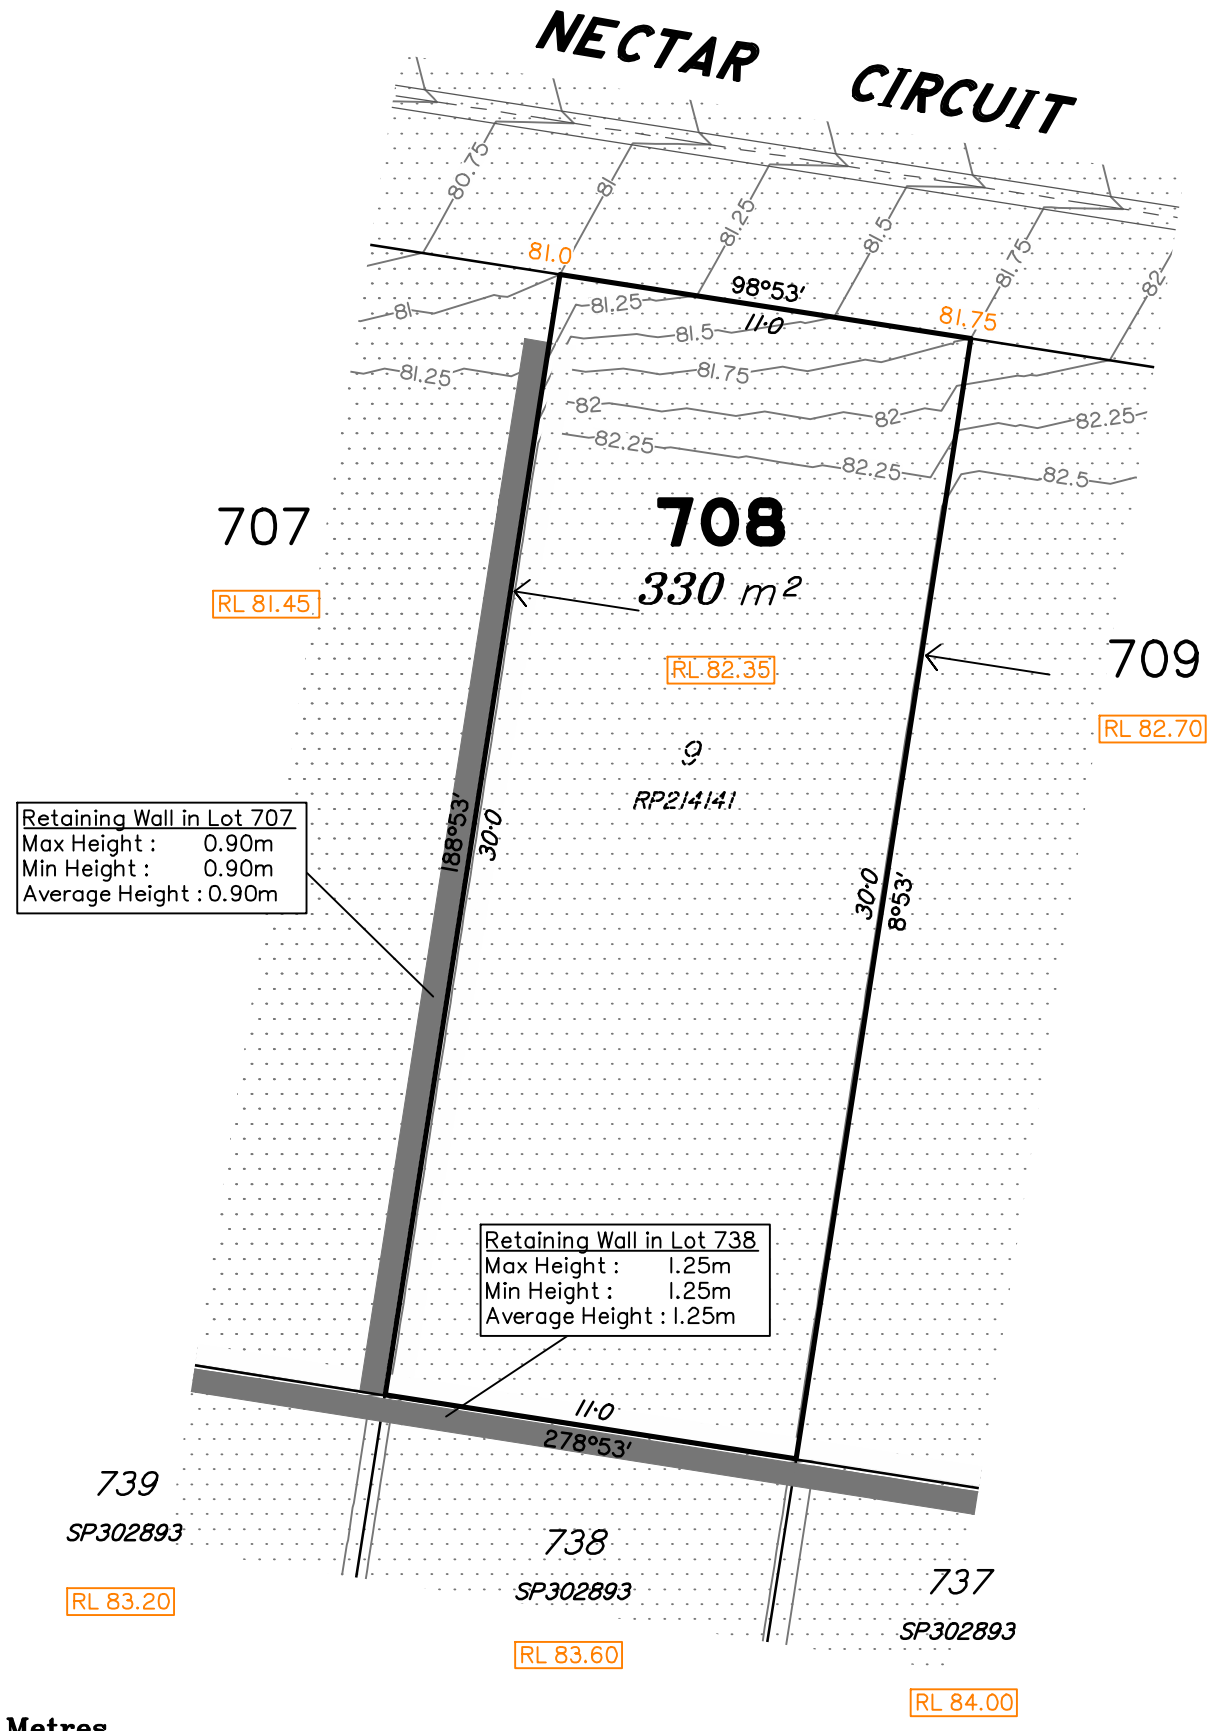 NECTAR CIRCUIT
80.75
81
81.25
81.5
81.75
82
81.0
98°53'
11·0
81.75
81
81.25
81.25
81.5
81.75
82
82
82.25
82.25
82.25
82.5
707
RL 81.45
708
330 m²
RL 82.35
709
RL 82.70
9
RP214141
188°53'
30·0
30·0
8°53'
Retaining Wall in Lot 707
Max Height : 0.90m
Min Height : 0.90m
Average Height : 0.90m
Retaining Wall in Lot 738
Max Height : 1.25m
Min Height : 1.25m
Average Height : 1.25m
11·0
278°53'
739
SP302893
RL 83.20
738
SP302893
RL 83.60
737
SP302893
RL 84.00
Metres